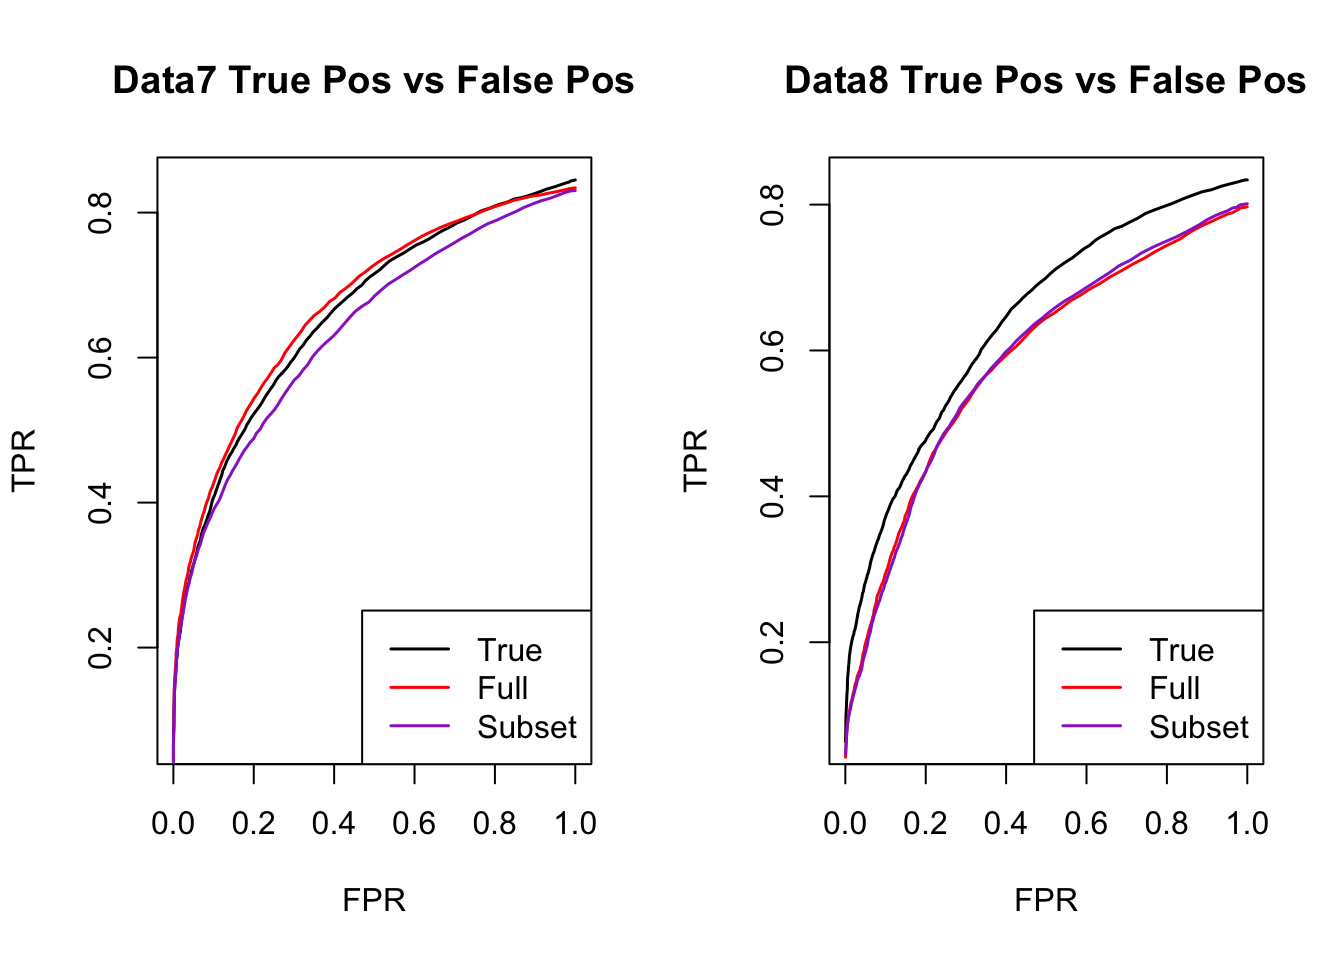 Data7 True Pos vs False Pos
TPR
0.8
0.6
0.4
0.2
True
Full
Subset
0.0 0.2 0.4 0.6 0.8 1.0
FPR
Data8 True Pos vs False Pos
TPR
0.8
0.6
0.4
0.2
True
Full
Subset
0.0 0.2 0.4 0.6 0.8 1.0
FPR